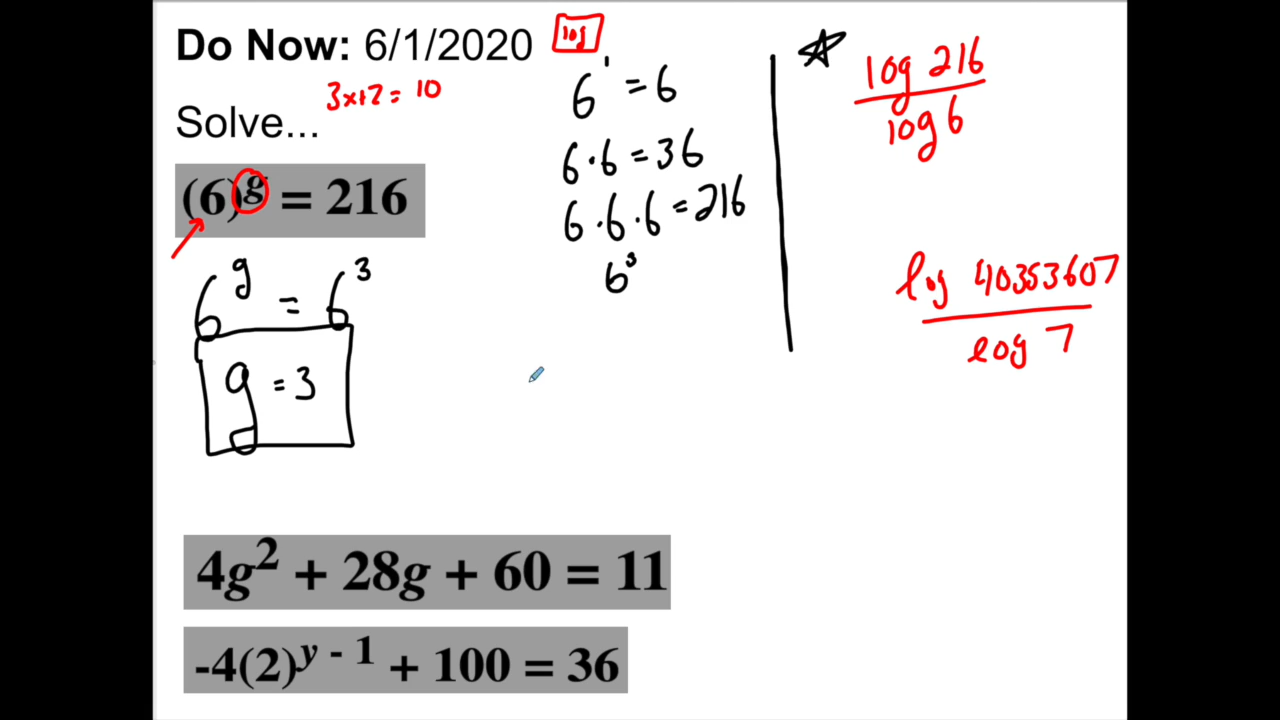 Do Now: 6/1/2020
log
3x+2 = 10
Solve...
(6)^g = 216
6^g = 6^3
g = 3
6^1 = 6
6·6 = 36
6·6·6 = 216
6^3
log 216
log 6
log 40353607
log 7
4g² + 28g + 60 = 11
-4(2)^{y - 1} + 100 = 36